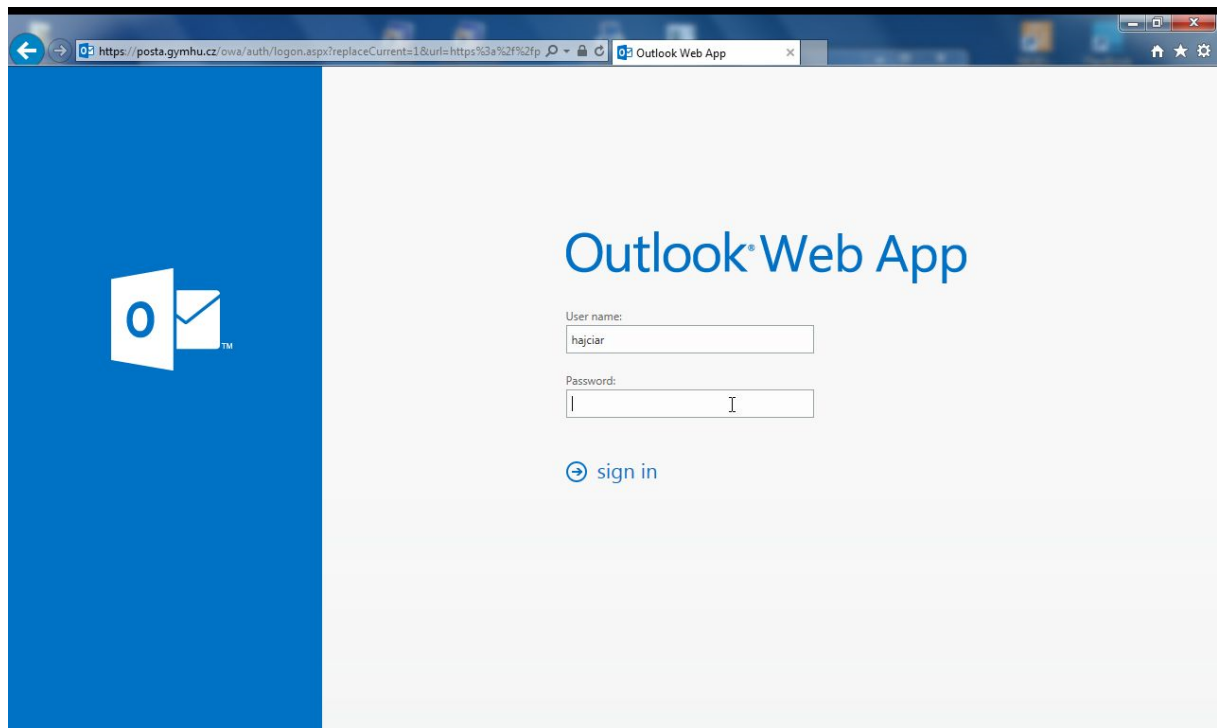 https://posta.gymhu.cz/owa/auth/logon.aspx?replaceCurrent=1&url=https%3a%2f%2fp
Outlook Web App
Outlook® Web App
User name:
hajciar
Password:
sign in
TM